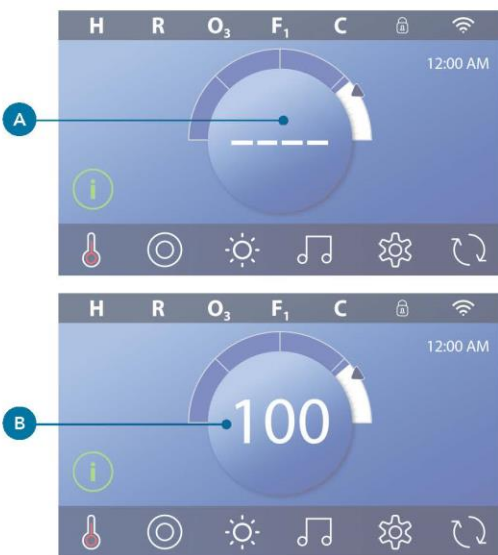 H R O₃ F₁ C
12:00 AM
A
– – – –
i
H R O₃ F₁ C
12:00 AM
B
100
i